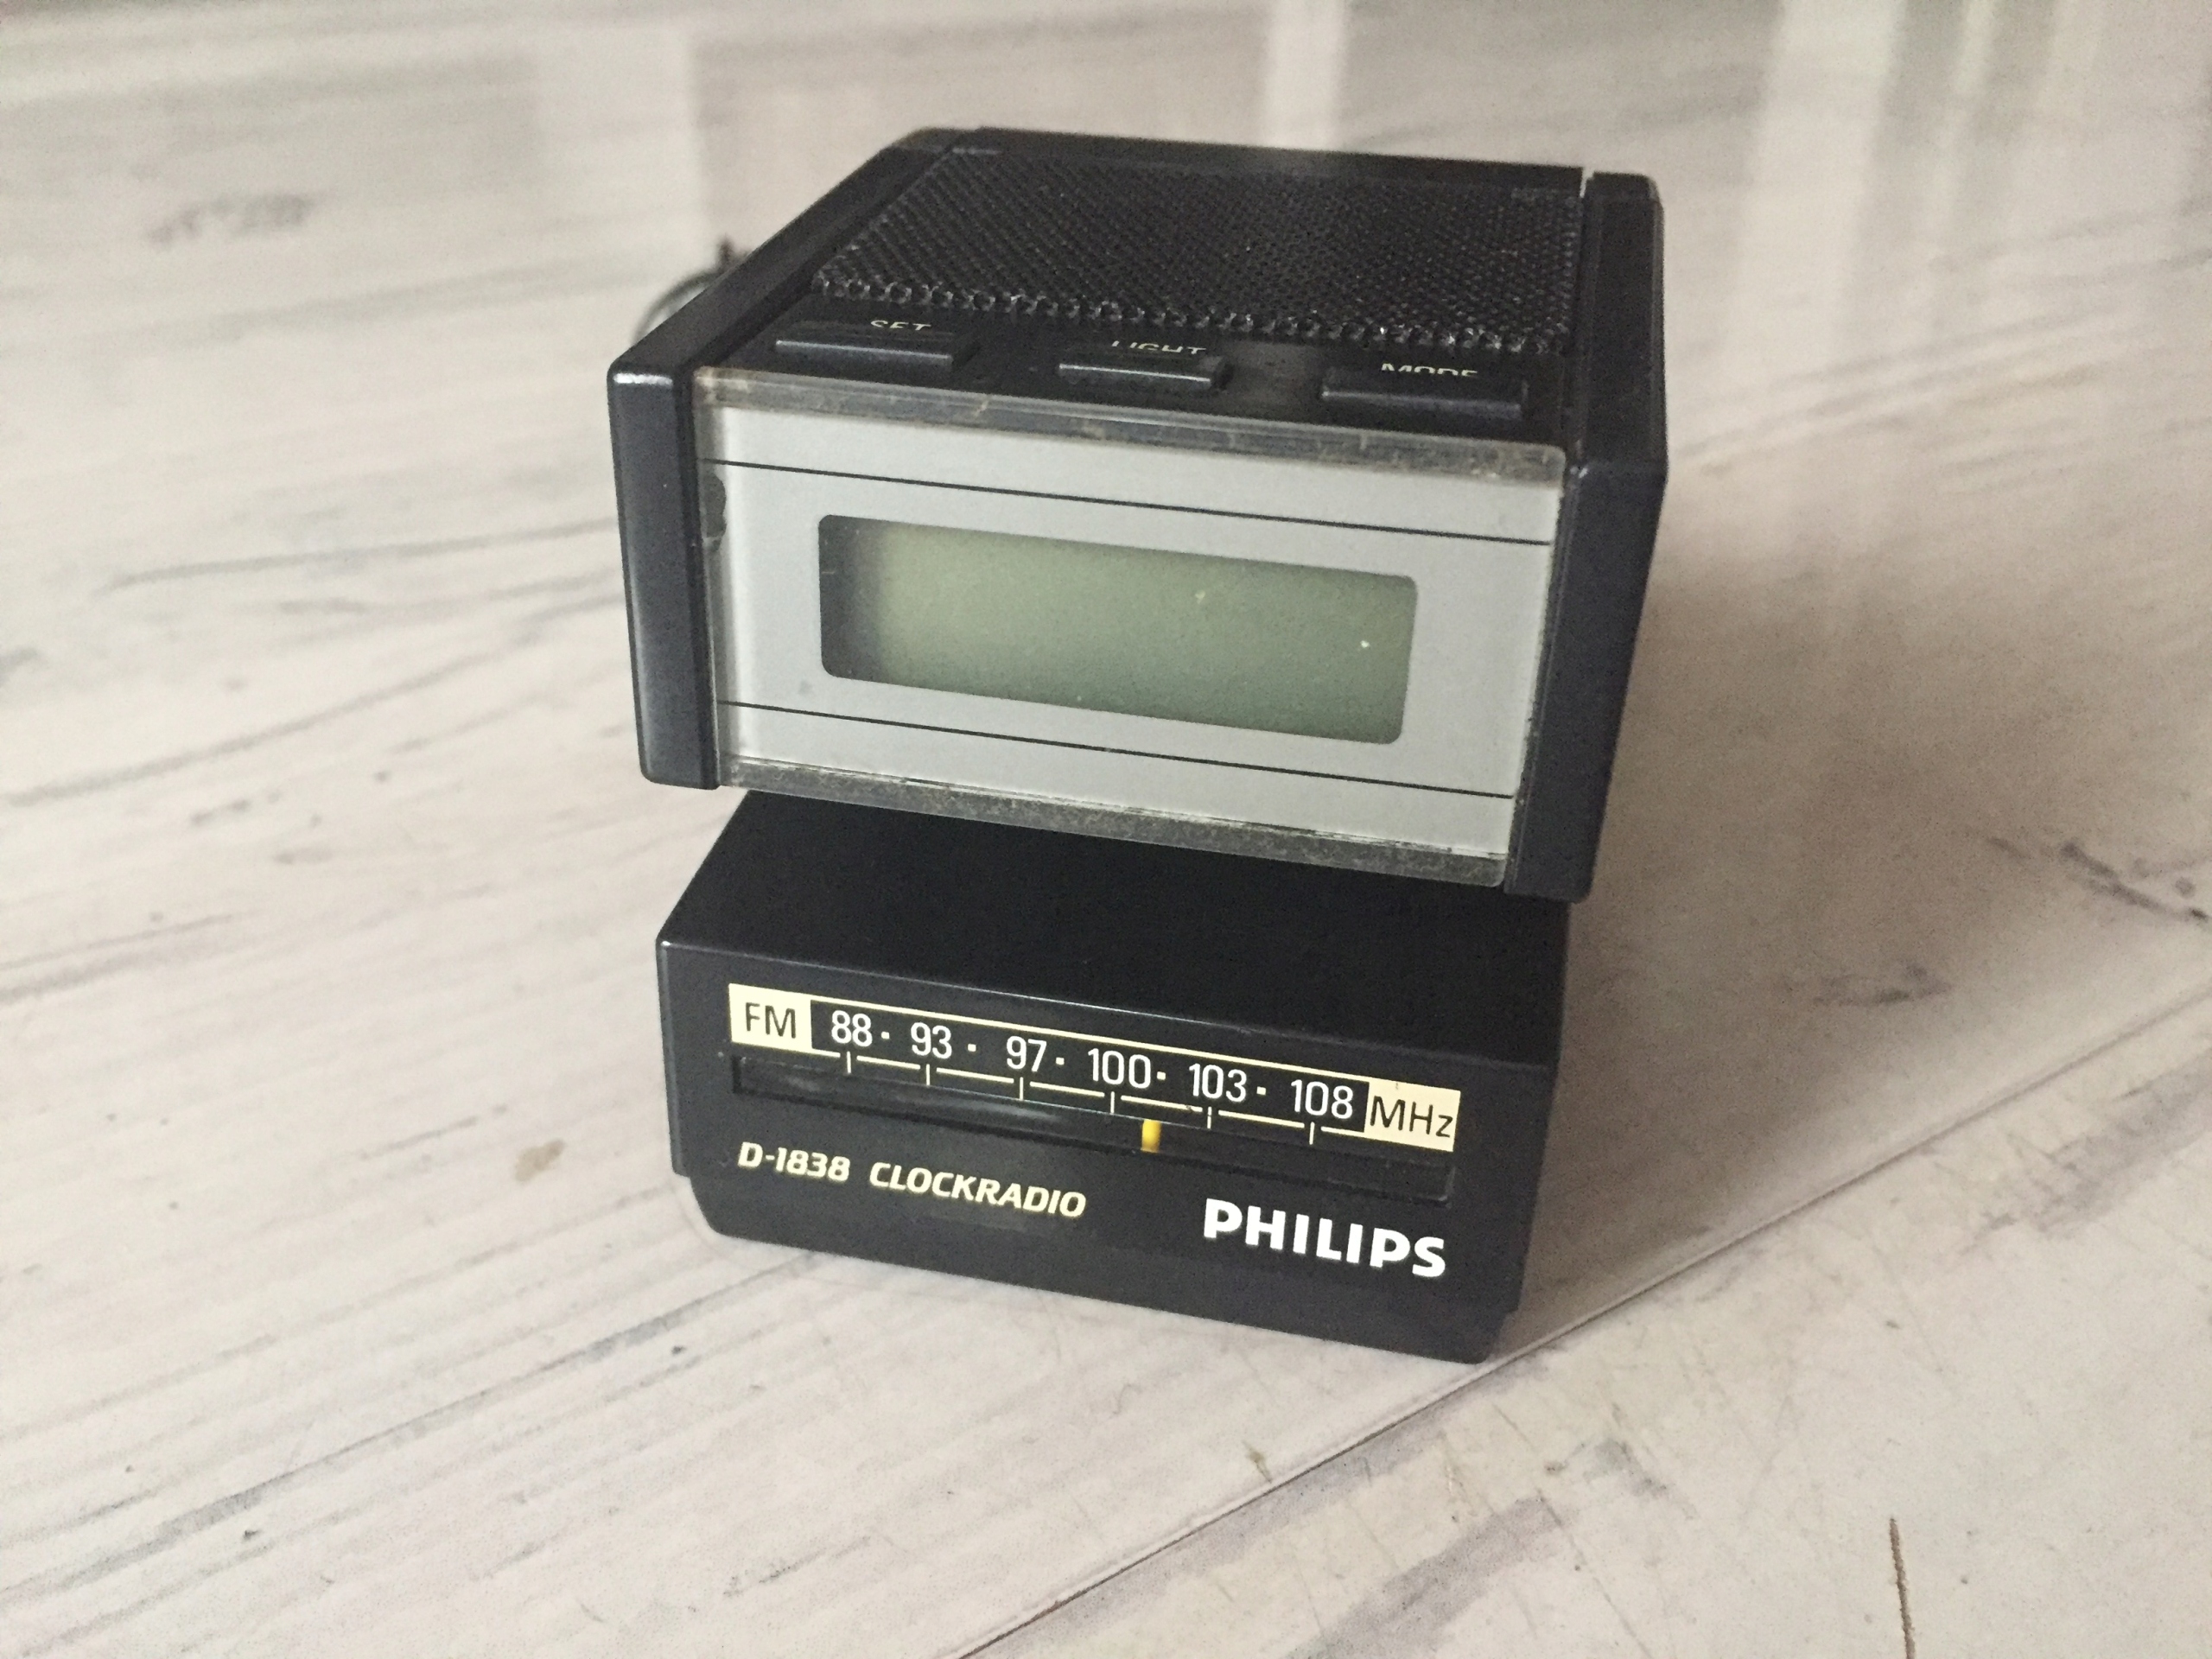 SET LIGHT MODE
FM 88 · 93 · 97 · 100 · 103 · 108 MHz
D-1838 CLOCKRADIO
PHILIPS